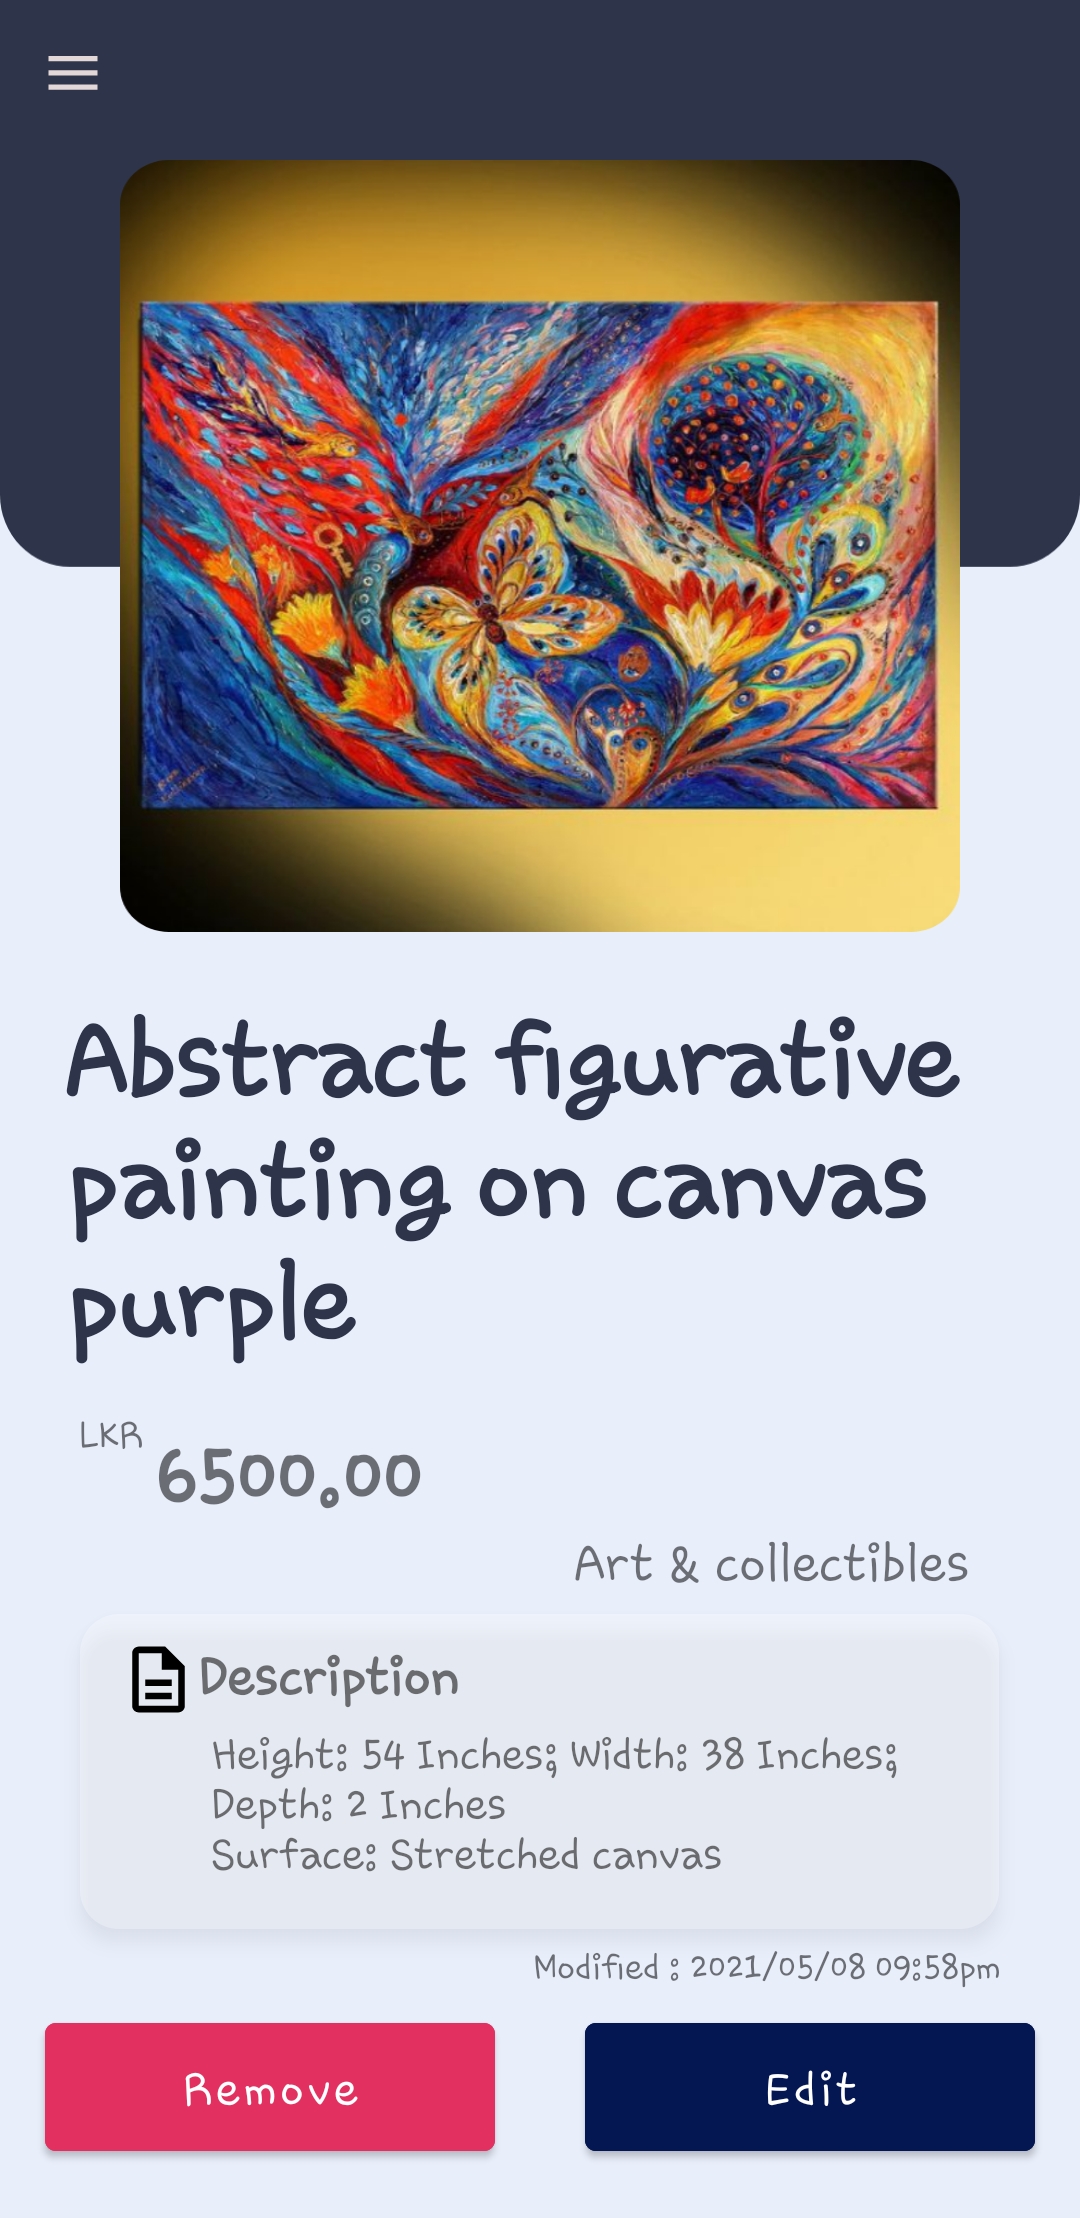 Abstract figurative
painting on canvas
purple
LKR
6500.00
Art & collectibles
Description
Height: 54 Inches; Width: 38 Inches;
Depth: 2 Inches
Surface: Stretched canvas
Modified : 2021/05/08 09:58pm
Remove
Edit